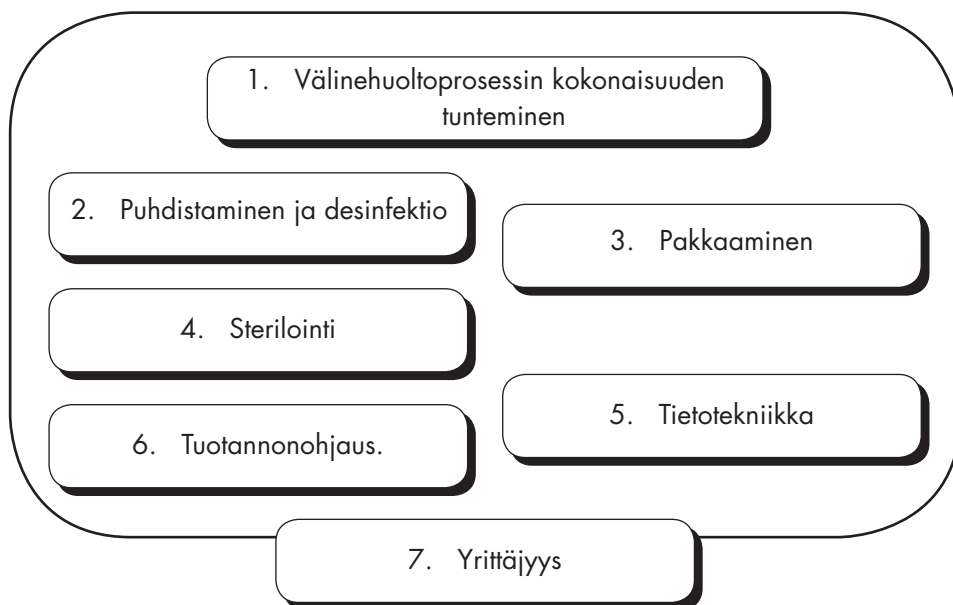 1. Välinehuoltoprosessin kokonaisuuden
tunteminen
2. Puhdistaminen ja desinfektio
3. Pakkaaminen
4. Sterilointi
5. Tietotekniikka
6. Tuotannonohjaus.
7. Yrittäjyys